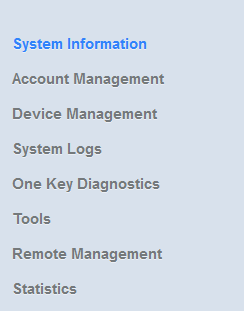 System Information
Account Management
Device Management
System Logs
One Key Diagnostics
Tools
Remote Management
Statistics